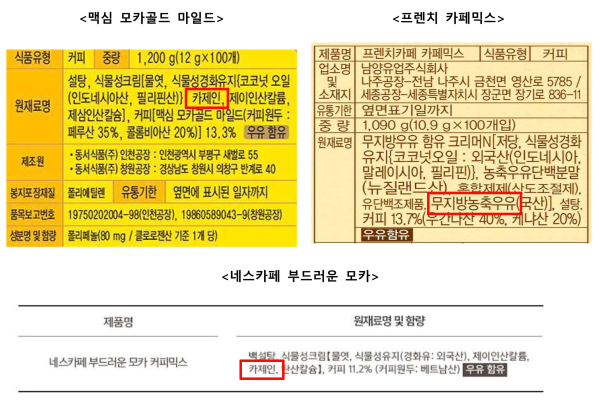 <맥심 모카골드 마일드>
식품유형 커피 중량 1,200 g(12 g×100개)
원재료명
설탕, 식물성크림[물엿, 식물성경화유지{코코넛 오일
(인도네시아산, 필리핀산)} 카제인, 제이인산칼륨,
제삼인산칼슘], 커피[맥심 모카골드 마일드(커피원두 :
페루산 35%, 콜롬비아산 20%)] 13.3% 우유 함유
제조원
•동서식품(주) 인천공장 : 인천광역시 부평구 새벌로 55
•동서식품(주) 창원공장 : 경상남도 창원시 의창구 반계로 40
봉지포장재질 폴리에틸렌 유통기한 옆면에 표시된 일자까지
품목보고번호 19750202004-98(인천공장), 19860589043-9(창원공장)
성분명 및 함량 폴리페놀(80 mg / 클로로겐산 기준 1개 당)
<프렌치 카페믹스>
제품명 프렌치카페 카페믹스 식품유형 커피
업소명 및 소재지
남양유업주식회사
나주공장-전남 나주시 금천면 영산로 5785 /
세종공장-세종특별자치시 장군면 장기로 836-11
유통기한 옆면표기일까지
중 량 1,090 g(10.9 g×100개입)
원재료명
무지방우유 함유 크리머N[저당, 식물성경화
유지{코코넛오일 : 외국산(인도네시아,
말레이시아, 필리핀)}, 농축우유단백분말
(뉴질랜드산), 혼합제제(산도조절제),
유단백조제품, 무지방농축우유(국산)], 설탕,
커피 13.7%(우간다산 40%, 케냐산 20%)
우유함유
<네스카페 부드러운 모카>
제품명 원재료명 및 함량
네스카페 부드러운 모카 커피믹스
백설탕, 식물성크림【물엿, 식물성유지(경화유: 외국산), 제이인산칼륨,
카제인, 탄산칼슘】, 커피 11.2% (커피원두: 베트남산) 우유 함유